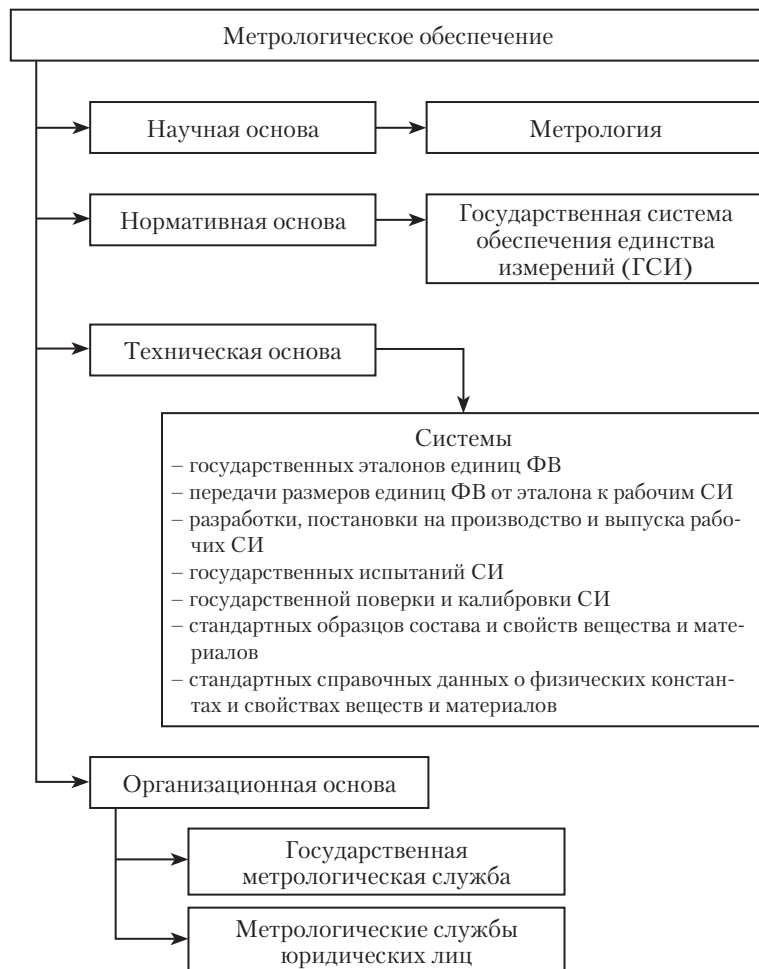 Метрологическое обеспечение
Научная основа
Метрология
Нормативная основа
Государственная система
обеспечения единства
измерений (ГСИ)
Техническая основа
Системы
– государственных эталонов единиц ФВ
– передачи размеров единиц ФВ от эталона к рабочим СИ
– разработки, постановки на производство и выпуска рабо-
чих СИ
– государственных испытаний СИ
– государственной поверки и калибровки СИ
– стандартных образцов состава и свойств вещества и мате-
риалов
– стандартных справочных данных о физических констан-
тах и свойствах веществ и материалов
Организационная основа
Государственная
метрологическая служба
Метрологические службы
юридических лиц